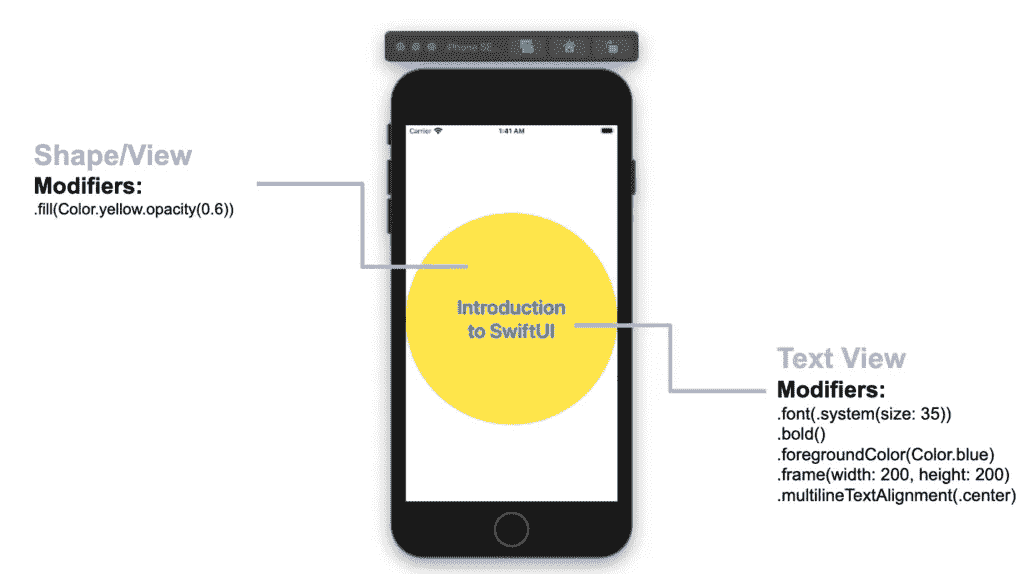 iPhone SE
Carrier
1:41 AM
Shape/View
Modifiers:
.fill(Color.yellow.opacity(0.6))
Introduction
to SwiftUI
Text View
Modifiers:
.font(.system(size: 35))
.bold()
.foregroundColor(Color.blue)
.frame(width: 200, height: 200)
.multilineTextAlignment(.center)